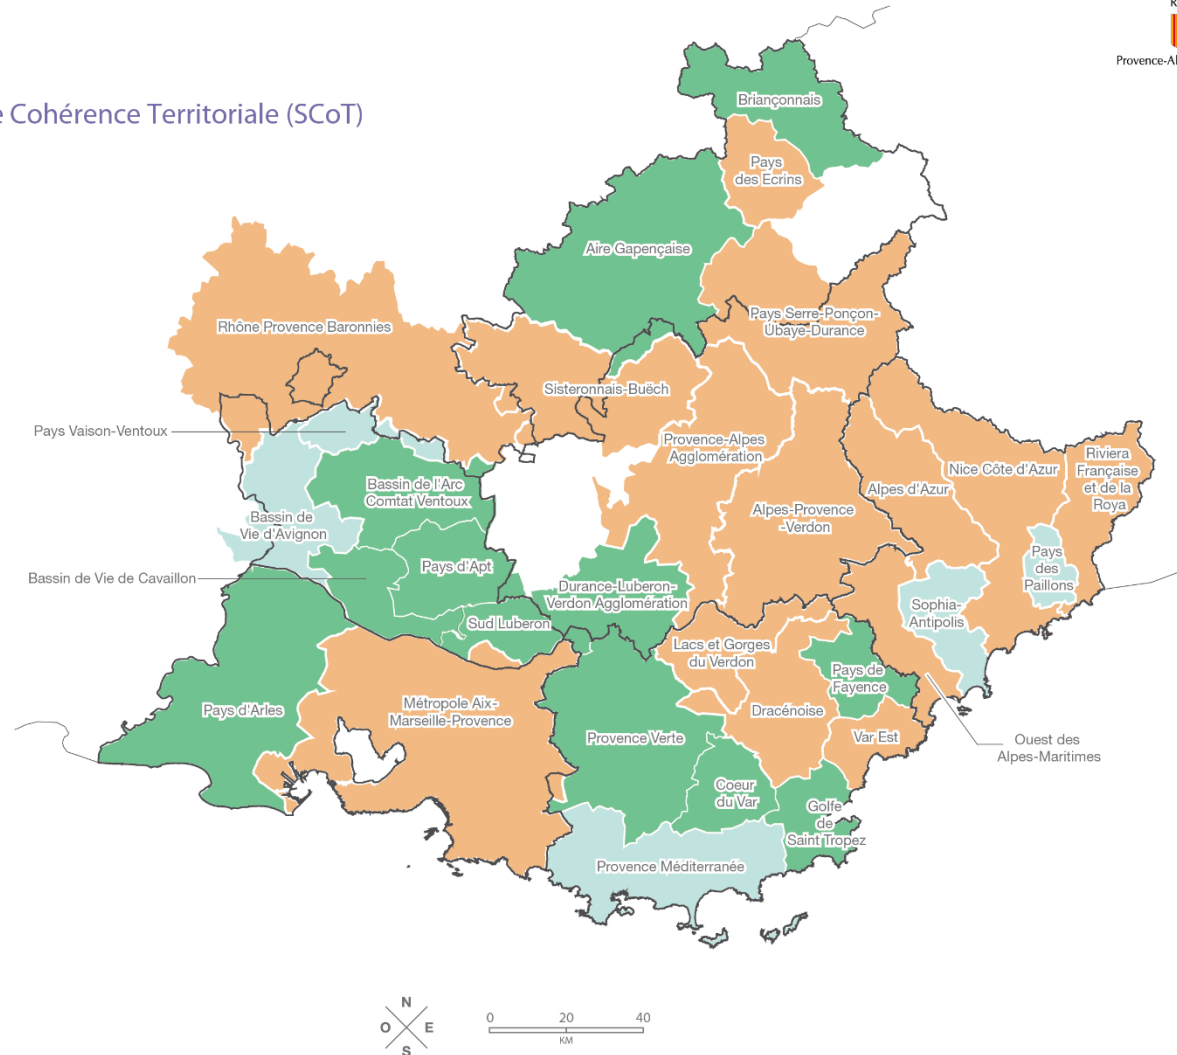 R
Provence-Al
e Cohérence Territoriale (SCoT)
Briançonnais
Pays
des Ecrins
Aire Gapençaise
Rhône Provence Baronnies
Pays Serre-Ponçon-
Ubaye-Durance
Sisteronnais-Buëch
Pays Vaison-Ventoux
Provence-Alpes
Agglomération
Nice Côte d'Azur
Riviera
Française
et de la
Roya
Bassin de l'Arc
Comtat Ventoux
Alpes d'Azur
Alpes-Provence
-Verdon
Bassin de
Vie d'Avignon
Pays
des
Paillons
Pays d'Apt
Bassin de Vie de Cavaillon
Durance-Luberon-
Verdon Agglomération
Sophia-
Antipolis
Sud Luberon
Lacs et Gorges
du Verdon
Pays de
Fayence
Pays d'Arles
Métropole Aix-
Marseille-Provence
Dracénoise
Provence Verte
Var Est
Ouest des
Alpes-Maritimes
Coeur
du Var
Golfe
de
Saint Tropez
Provence Méditerranée
N
O E
S
0 20 40
KM